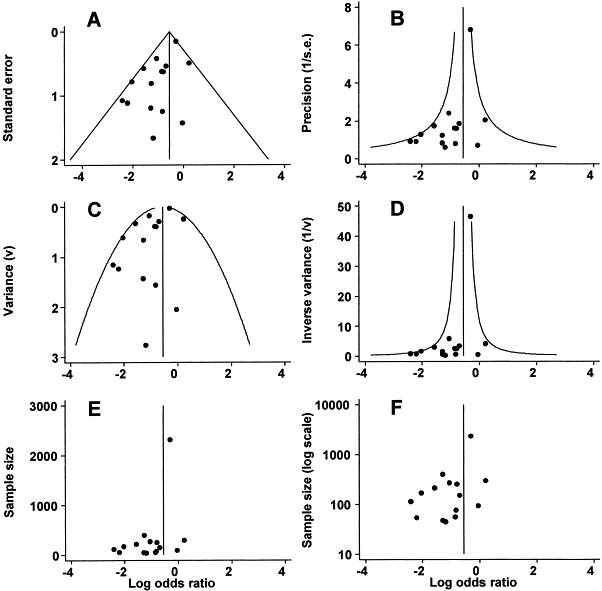 A
Standard error
0
1
2
-4 -2 0 2 4
B
Precision (1/s.e.)
8
6
4
2
0
-4 -2 0 2 4
C
Variance (v)
0
1
2
3
-4 -2 0 2 4
D
Inverse variance (1/v)
50
40
30
20
10
0
-4 -2 0 2 4
E
Sample size
3000
2000
1000
0
-4 -2 0 2 4
Log odds ratio
F
Sample size (log scale)
10000
1000
100
10
-4 -2 0 2 4
Log odds ratio